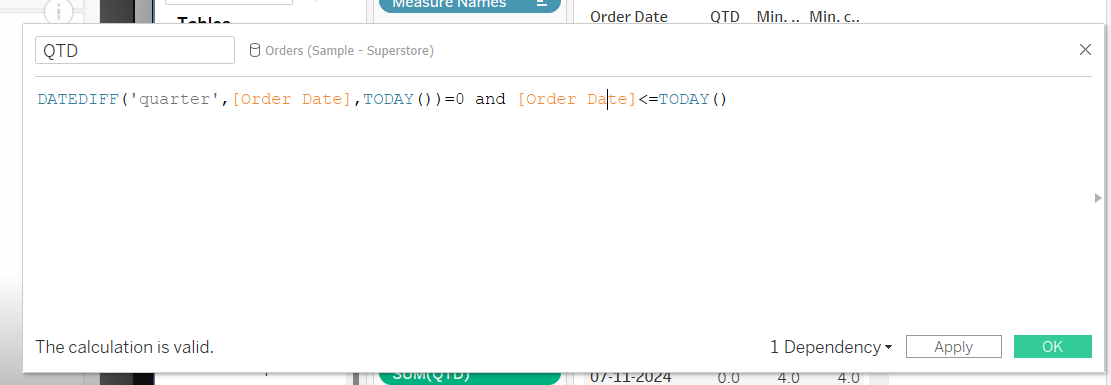 Measure Names
Order Date QTD Min. .. Min. c..
Tables
QTD
Orders (Sample - Superstore)
DATEDIFF('quarter',[Order Date],TODAY())=0 and [Order Date]<=TODAY()
The calculation is valid.
1 Dependency
Apply
OK
SUM(QTD)
07-11-2024 0.0 4.0 4.0